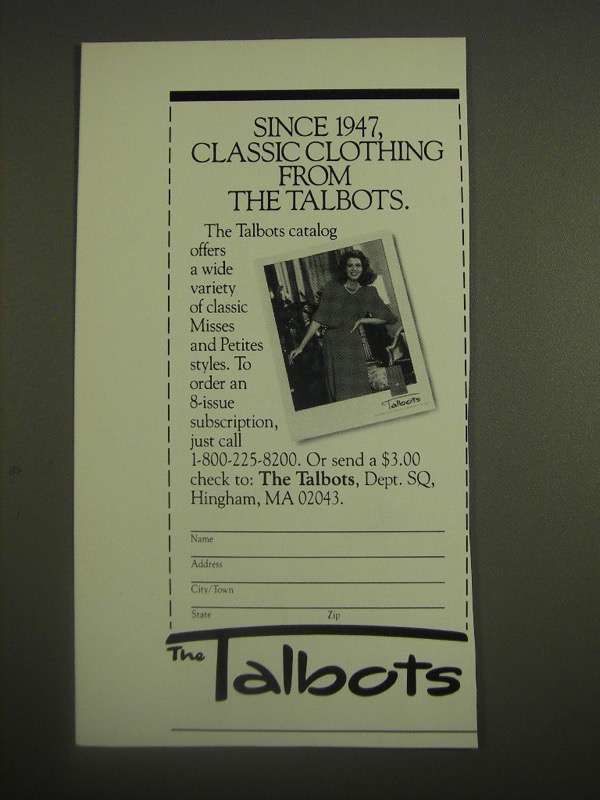 SINCE 1947,
CLASSIC CLOTHING
FROM
THE TALBOTS.
The Talbots catalog
offers
a wide
variety
of classic
Misses
and Petites
styles. To
order an
8-issue
subscription,
just call
1-800-225-8200. Or send a $3.00
check to: The Talbots, Dept. SQ,
Hingham, MA 02043.
Talbots
Name
Address
City/Town
State Zip
The Talbots